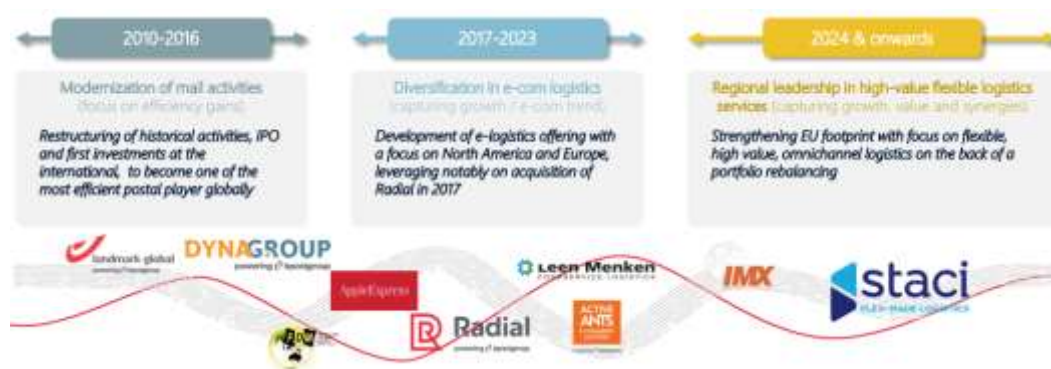 2010-2016
Modernization of mail activities
(focus on efficiency gains)
Restructuring of historical activities, IPO
and first investments at the
international, to become one of the
most efficient postal player globally
2017-2023
Diversification in e-com logistics
(capturing growth / e-com trend)
Development of e-logistics offering with
a focus on North America and Europe,
leveraging notably on acquisition of
Radial in 2017
2024 & onwards
Regional leadership in high-value flexible logistics
services (capturing growth, value and synergies)
Strengthening EU footprint with focus on flexible,
high value, omnichannel logistics on the back of a
portfolio rebalancing
landmark global
DYNAGROUP
AppleExpress
Radial
Leen Menken
ACTIVE
ANTS
IMX
staci